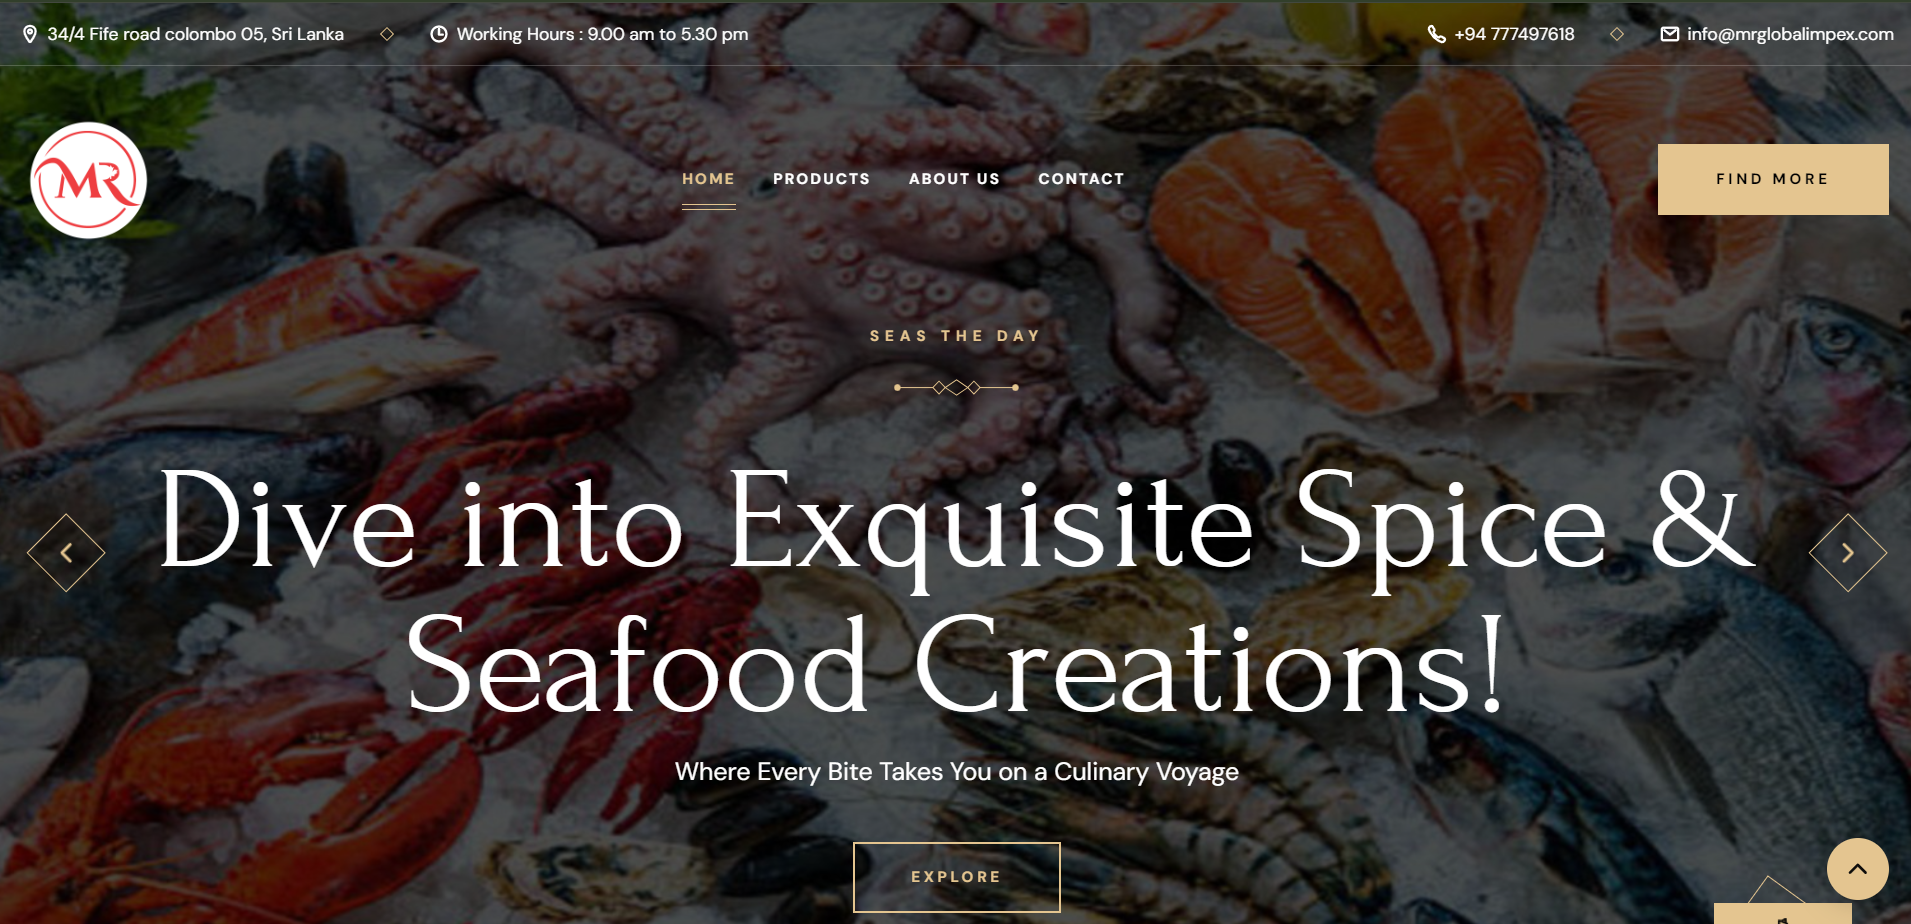 34/4 Fife road colombo 05, Sri Lanka
Working Hours : 9.00 am to 5.30 pm
+94 777497618
info@mrglobalimpex.com
MR
HOME
PRODUCTS
ABOUT US
CONTACT
FIND MORE
SEAS THE DAY
Dive into Exquisite Spice &
Seafood Creations!
Where Every Bite Takes You on a Culinary Voyage
EXPLORE